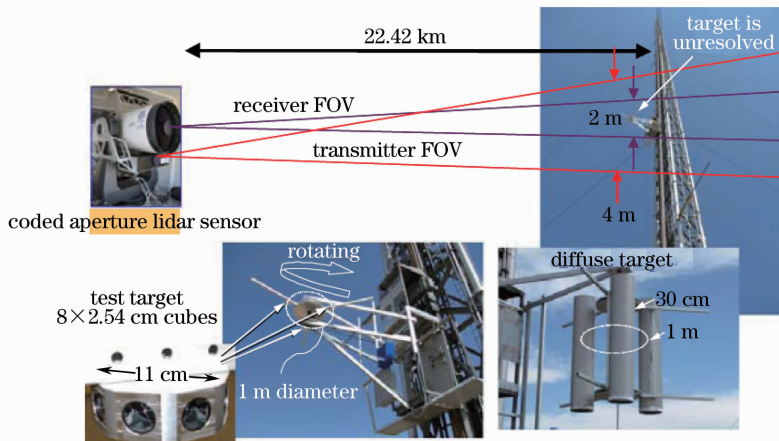 22.42 km
target is
unresolved
receiver FOV
2 m
transmitter FOV
coded aperture lidar sensor
4 m
rotating
diffuse target
test target
8×2.54 cm cubes
30 cm
1 m
11 cm
1 m diameter